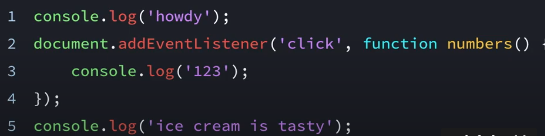 1 console.log('howdy');
2 document.addEventListener('click', function numbers() {
3     console.log('123');
4 });
5 console.log('ice cream is tasty');